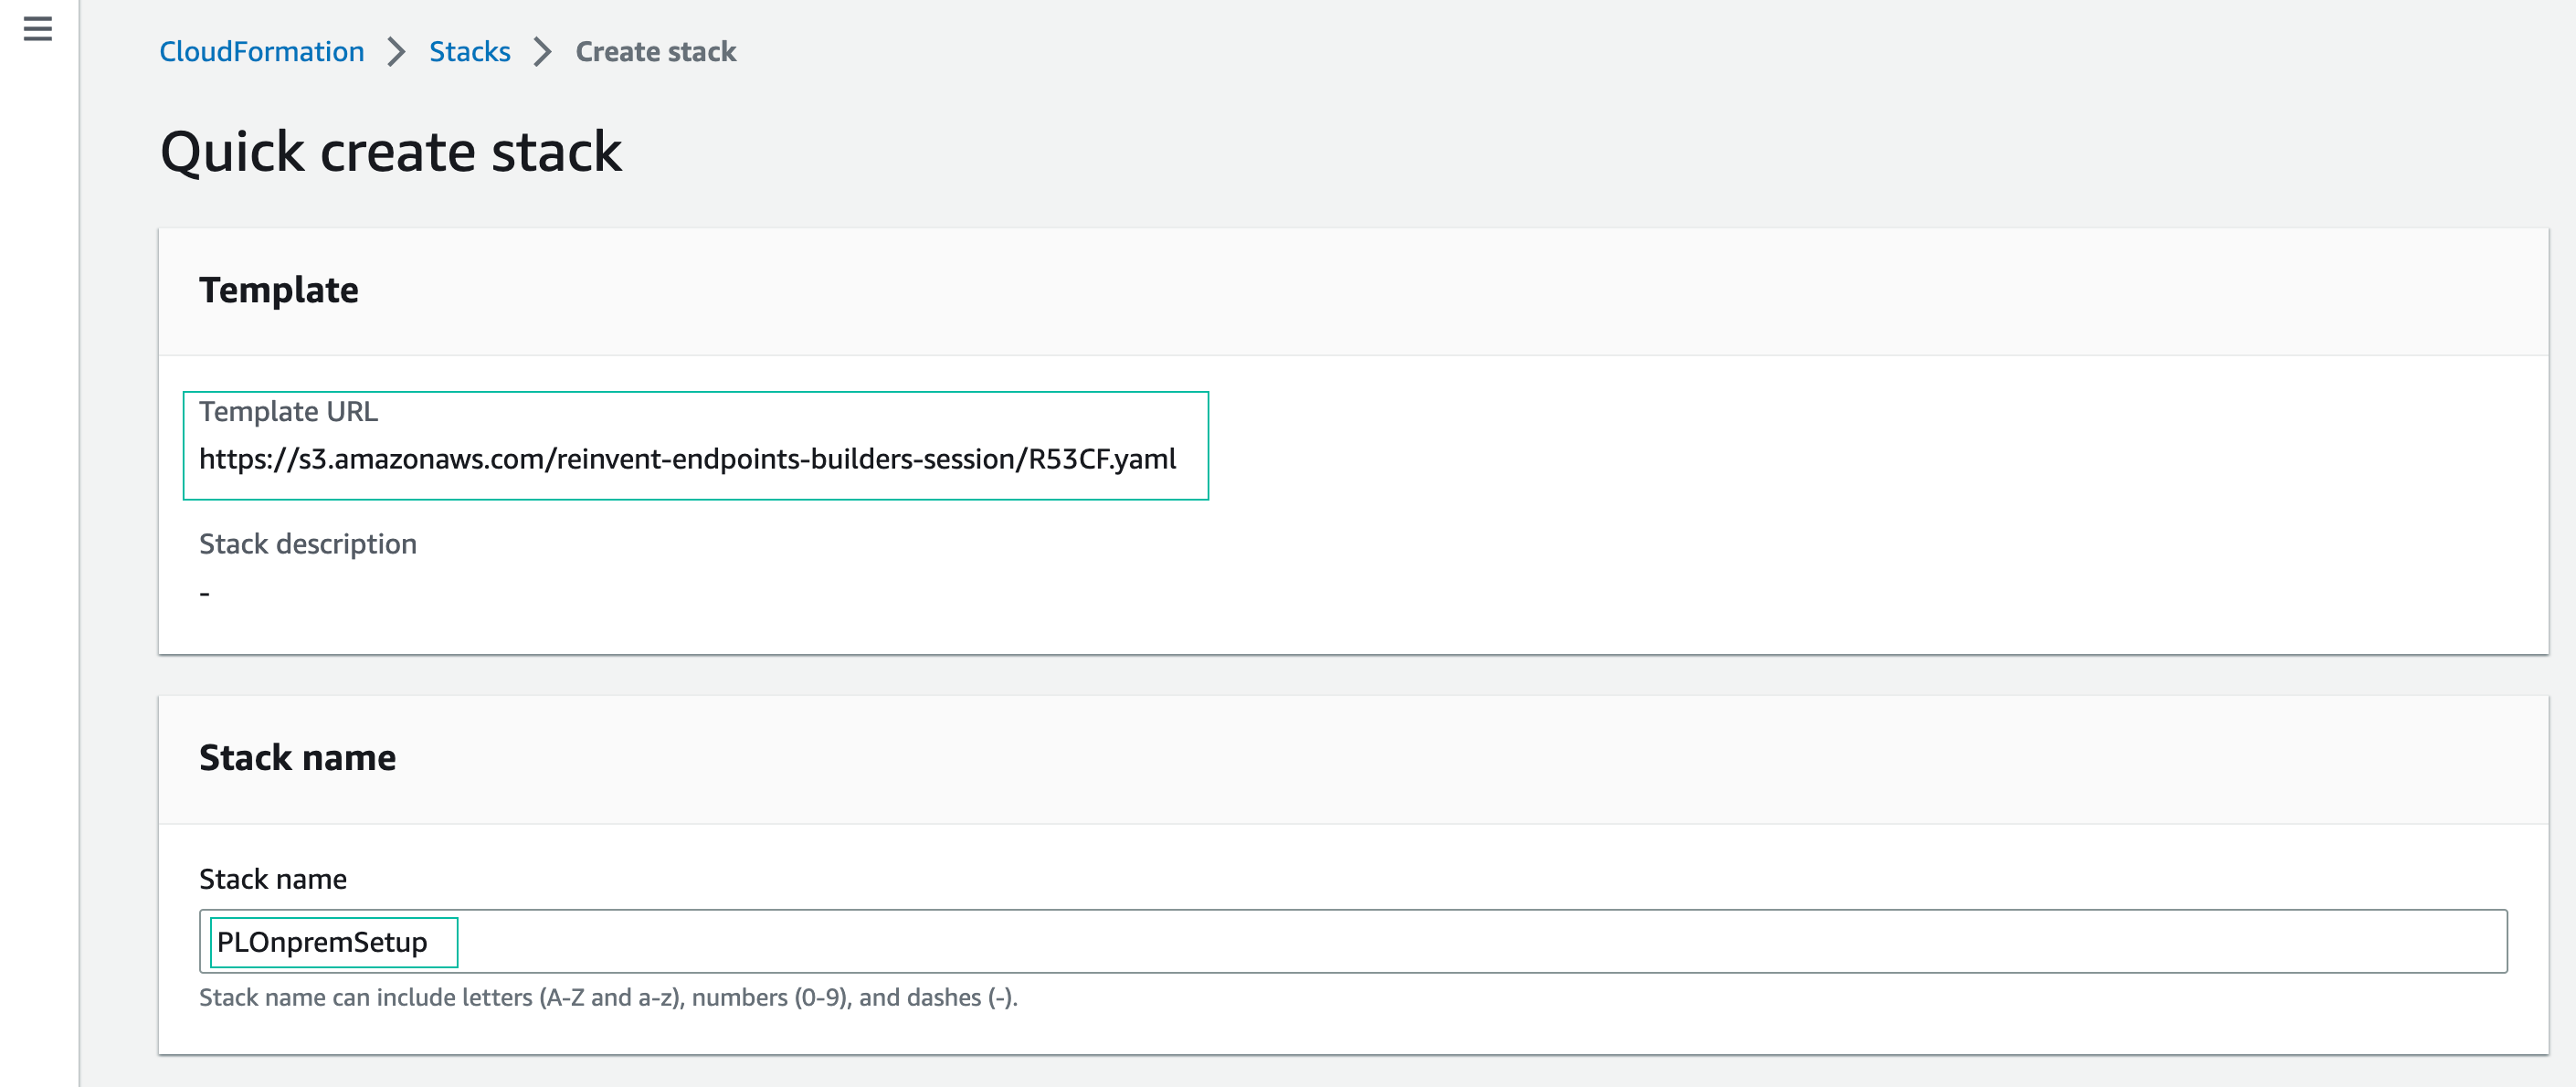 CloudFormation > Stacks > Create stack
Quick create stack
Template
Template URL
https://s3.amazonaws.com/reinvent-endpoints-builders-session/R53CF.yaml
Stack description
-
Stack name
Stack name
PLOnpremSetup
Stack name can include letters (A-Z and a-z), numbers (0-9), and dashes (-).